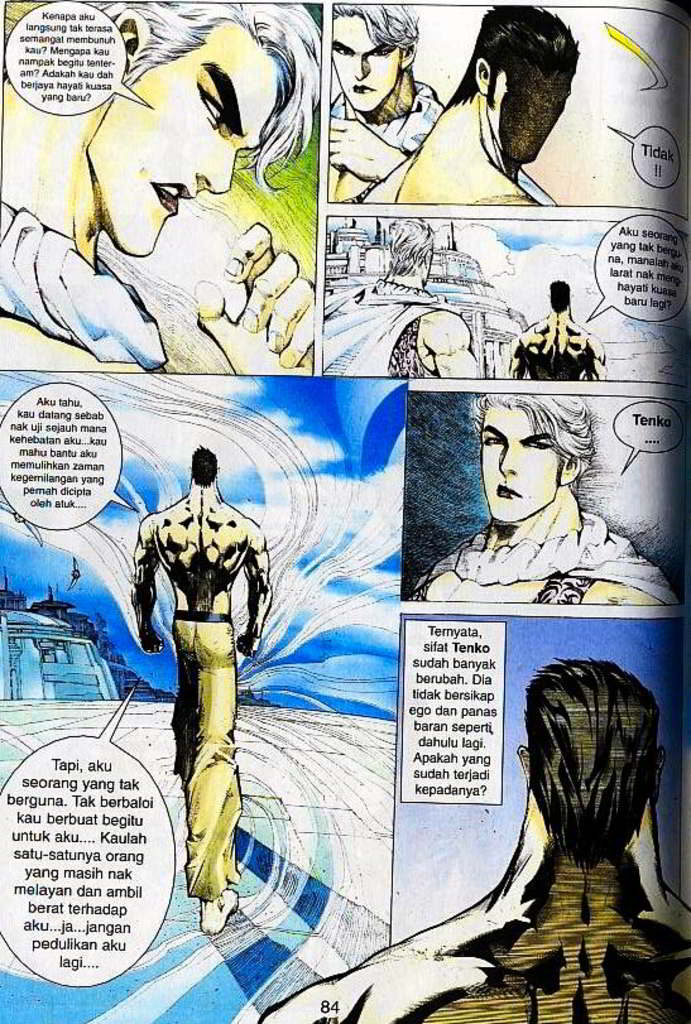 Kenapa aku
langsung tak terasa
semangat membunuh
kau? Mengapa kau
nampak begitu tenter-
am? Adakah kau dah
berjaya hayati kuasa
yang baru?
Tidak
!!
Aku seorang
yang tak bergu-
na, manalah aku
larat nak meng-
hayati kuasa
baru lagi?
Aku tahu,
kau datang sebab
nak uji sejauh mana
kehebatan aku...kau
mahu bantu aku
memulihkan zaman
kegemilangan yang
pernah dicipta
oleh atuk....
Tenko
....
Tapi, aku
seorang yang tak
berguna. Tak berbaloi
kau berbuat begitu
untuk aku.... Kaulah
satu-satunya orang
yang masih nak
melayan dan ambil
berat terhadap
aku...ja...jangan
pedulikan aku
lagi....
Ternyata,
sifat Tenko
sudah banyak
berubah. Dia
tidak bersikap
ego dan panas
baran seperti
dahulu lagi.
Apakah yang
sudah terjadi
kepadanya?
84